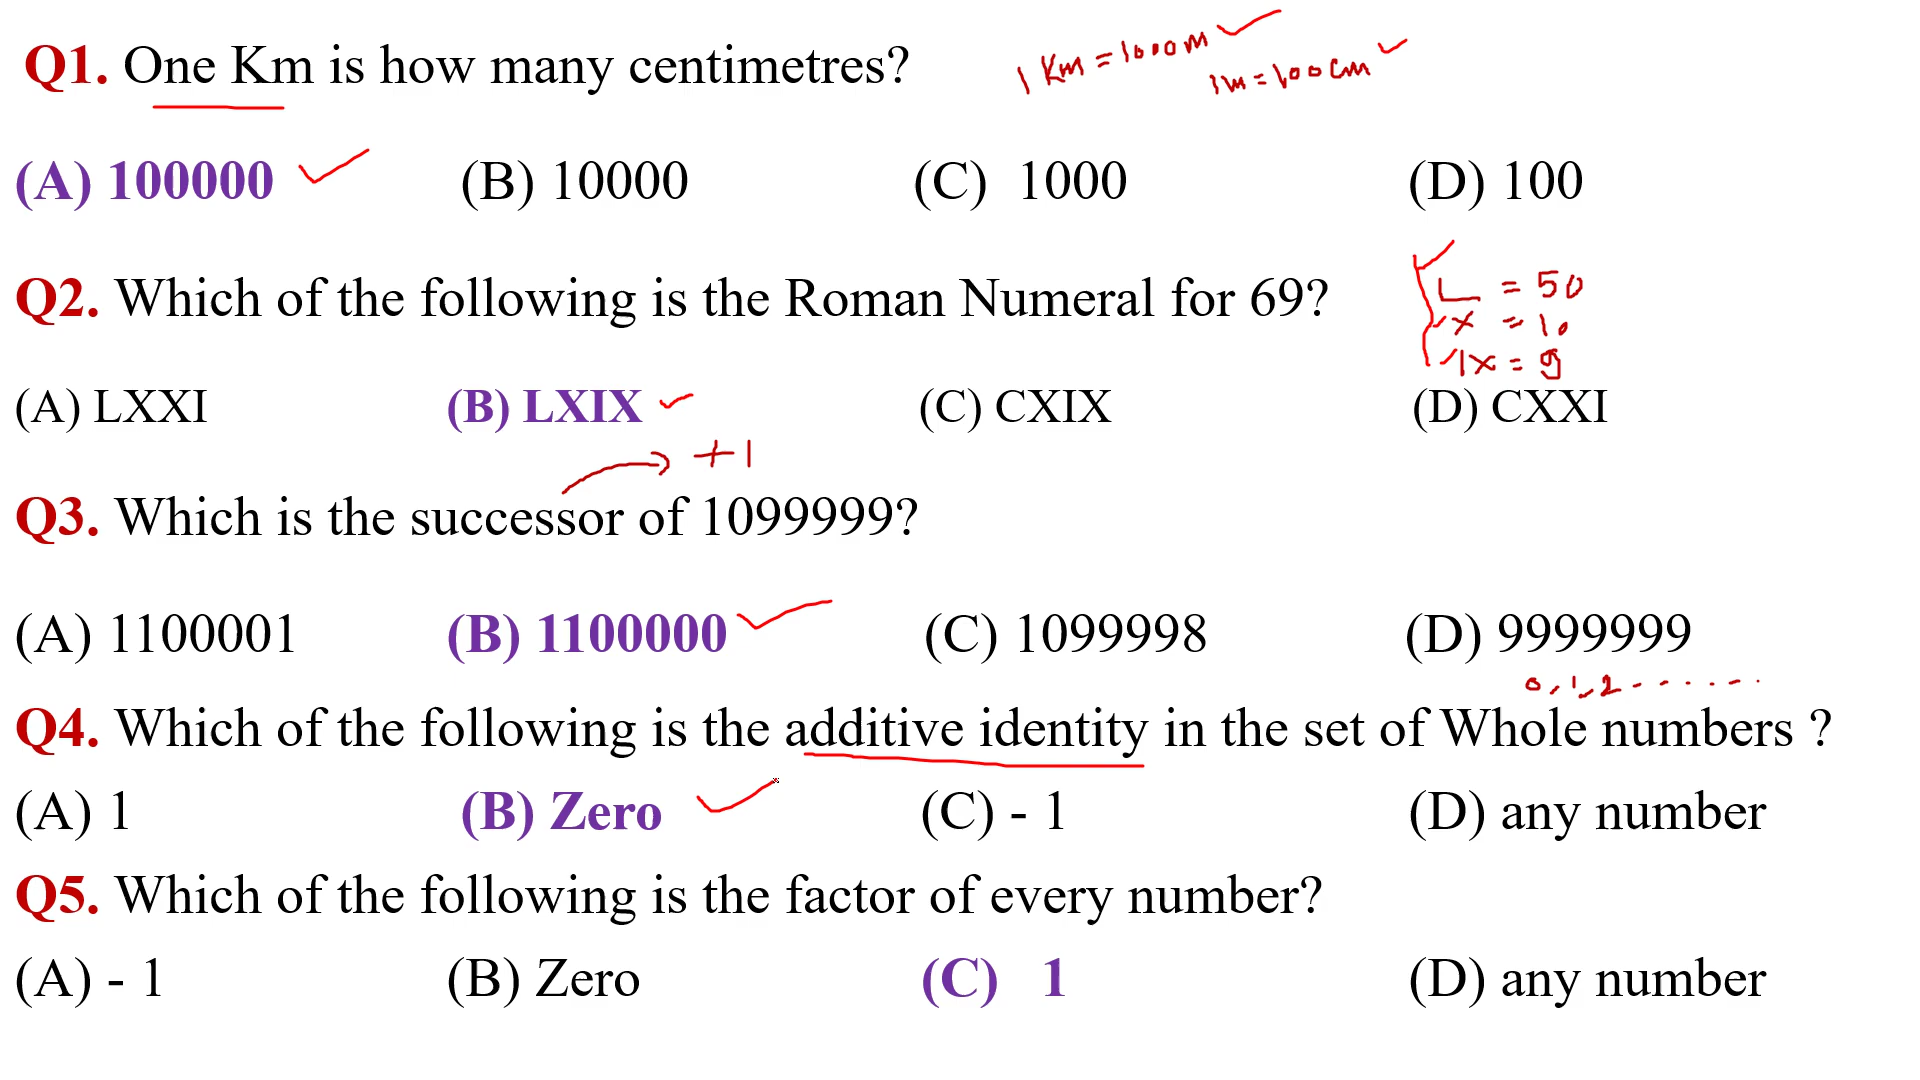 Q1. One Km is how many centimetres? 1 Km = 1000 m 1m = 100 cm
(A) 100000 (B) 10000 (C) 1000 (D) 100
Q2. Which of the following is the Roman Numeral for 69?
L = 50
X = 10
IX = 9
(A) LXXI (B) LXIX (C) CXIX (D) CXXI
+1
Q3. Which is the successor of 1099999?
(A) 1100001 (B) 1100000 (C) 1099998 (D) 9999999
0, 1, 2 - - . . . - .
Q4. Which of the following is the additive identity in the set of Whole numbers ?
(A) 1 (B) Zero (C) - 1 (D) any number
Q5. Which of the following is the factor of every number?
(A) - 1 (B) Zero (C) 1 (D) any number